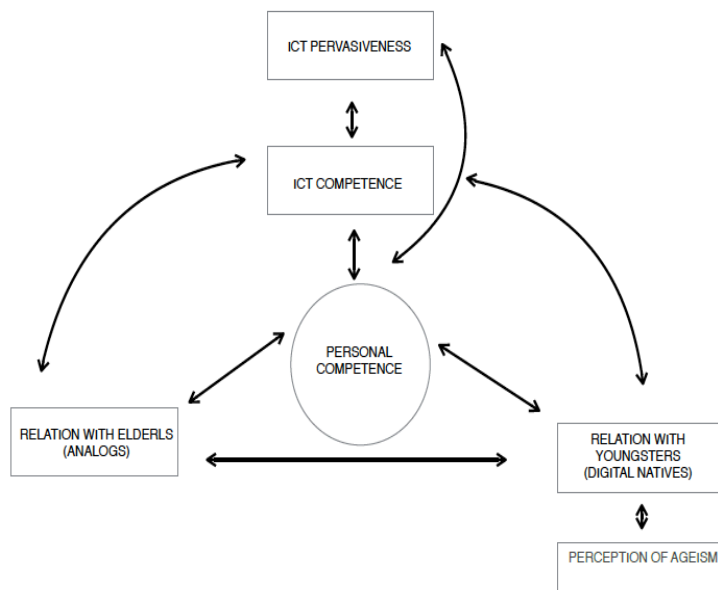 ICT PERVASIVENESS
ICT COMPETENCE
PERSONAL
COMPETENCE
RELATION WITH ELDERLS
(ANALOGS)
RELATION WITH
YOUNGSTERS
(DIGITAL NATIVES)
PERCEPTION OF AGEISM